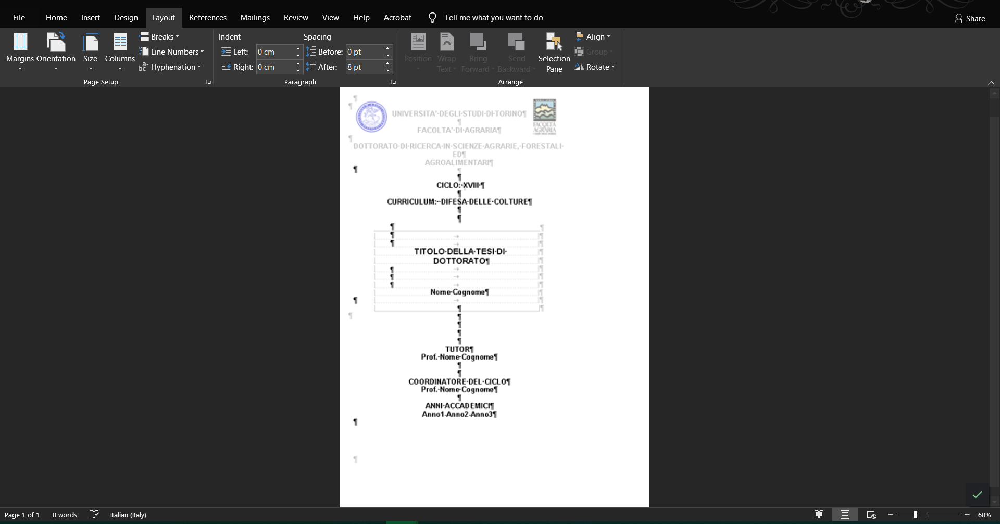 File Home Insert Design Layout References Mailings Review View Help Acrobat Tell me what you want to do Share
Margins Orientation Size Columns
Breaks
Line Numbers
Hyphenation
Page Setup
Indent Spacing
Left: 0 cm Before: 0 pt
Right: 0 cm After: 8 pt
Paragraph
Position Wrap Text Bring Forward Send Backward Selection Pane
Align
Group
Rotate
Arrange
UNIVERSITA'·DEGLI·STUDI·DI·TORINO¶
FACOLTA'·DI·AGRARIA¶
FACOLTÀ
AGRARIA
DOTTORATO·DI·RICERCA·IN·SCIENZE·AGRARIE,·FORESTALI·
ED¶
AGROALIMENTARI¶
CICLO:·XVIII·¶
CURRICULUM:··DIFESA·DELLE·COLTURE¶
TITOLO·DELLA·TESI·DI·
DOTTORATO¶
Nome·Cognome¶
TUTOR¶
Prof.·Nome·Cognome¶
COORDINATORE·DEL·CICLO¶
Prof.·Nome·Cognome¶
ANNI·ACCADEMICI¶
Anno1-Anno2-Anno3¶
Page 1 of 1 0 words Italian (Italy) 60%